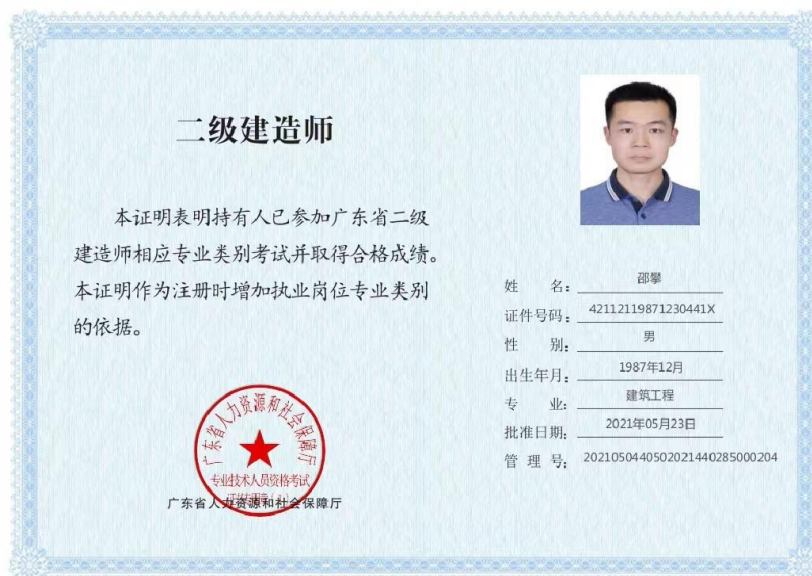 二级建造师
本证明表明持有人已参加广东省二级
建造师相应专业类别考试并取得合格成绩。
本证明作为注册时增加执业岗位专业类别
的依据。
广东省人力资源和社会保障厅
专业技术人员资格考试
广东省人力资源和社会保障厅
姓 名： 邵攀
证件号码： 42112119871230441X
性 别： 男
出生年月： 1987年12月
专 业： 建筑工程
批准日期： 2021年05月23日
管 理 号： 2021050440502021440285000204